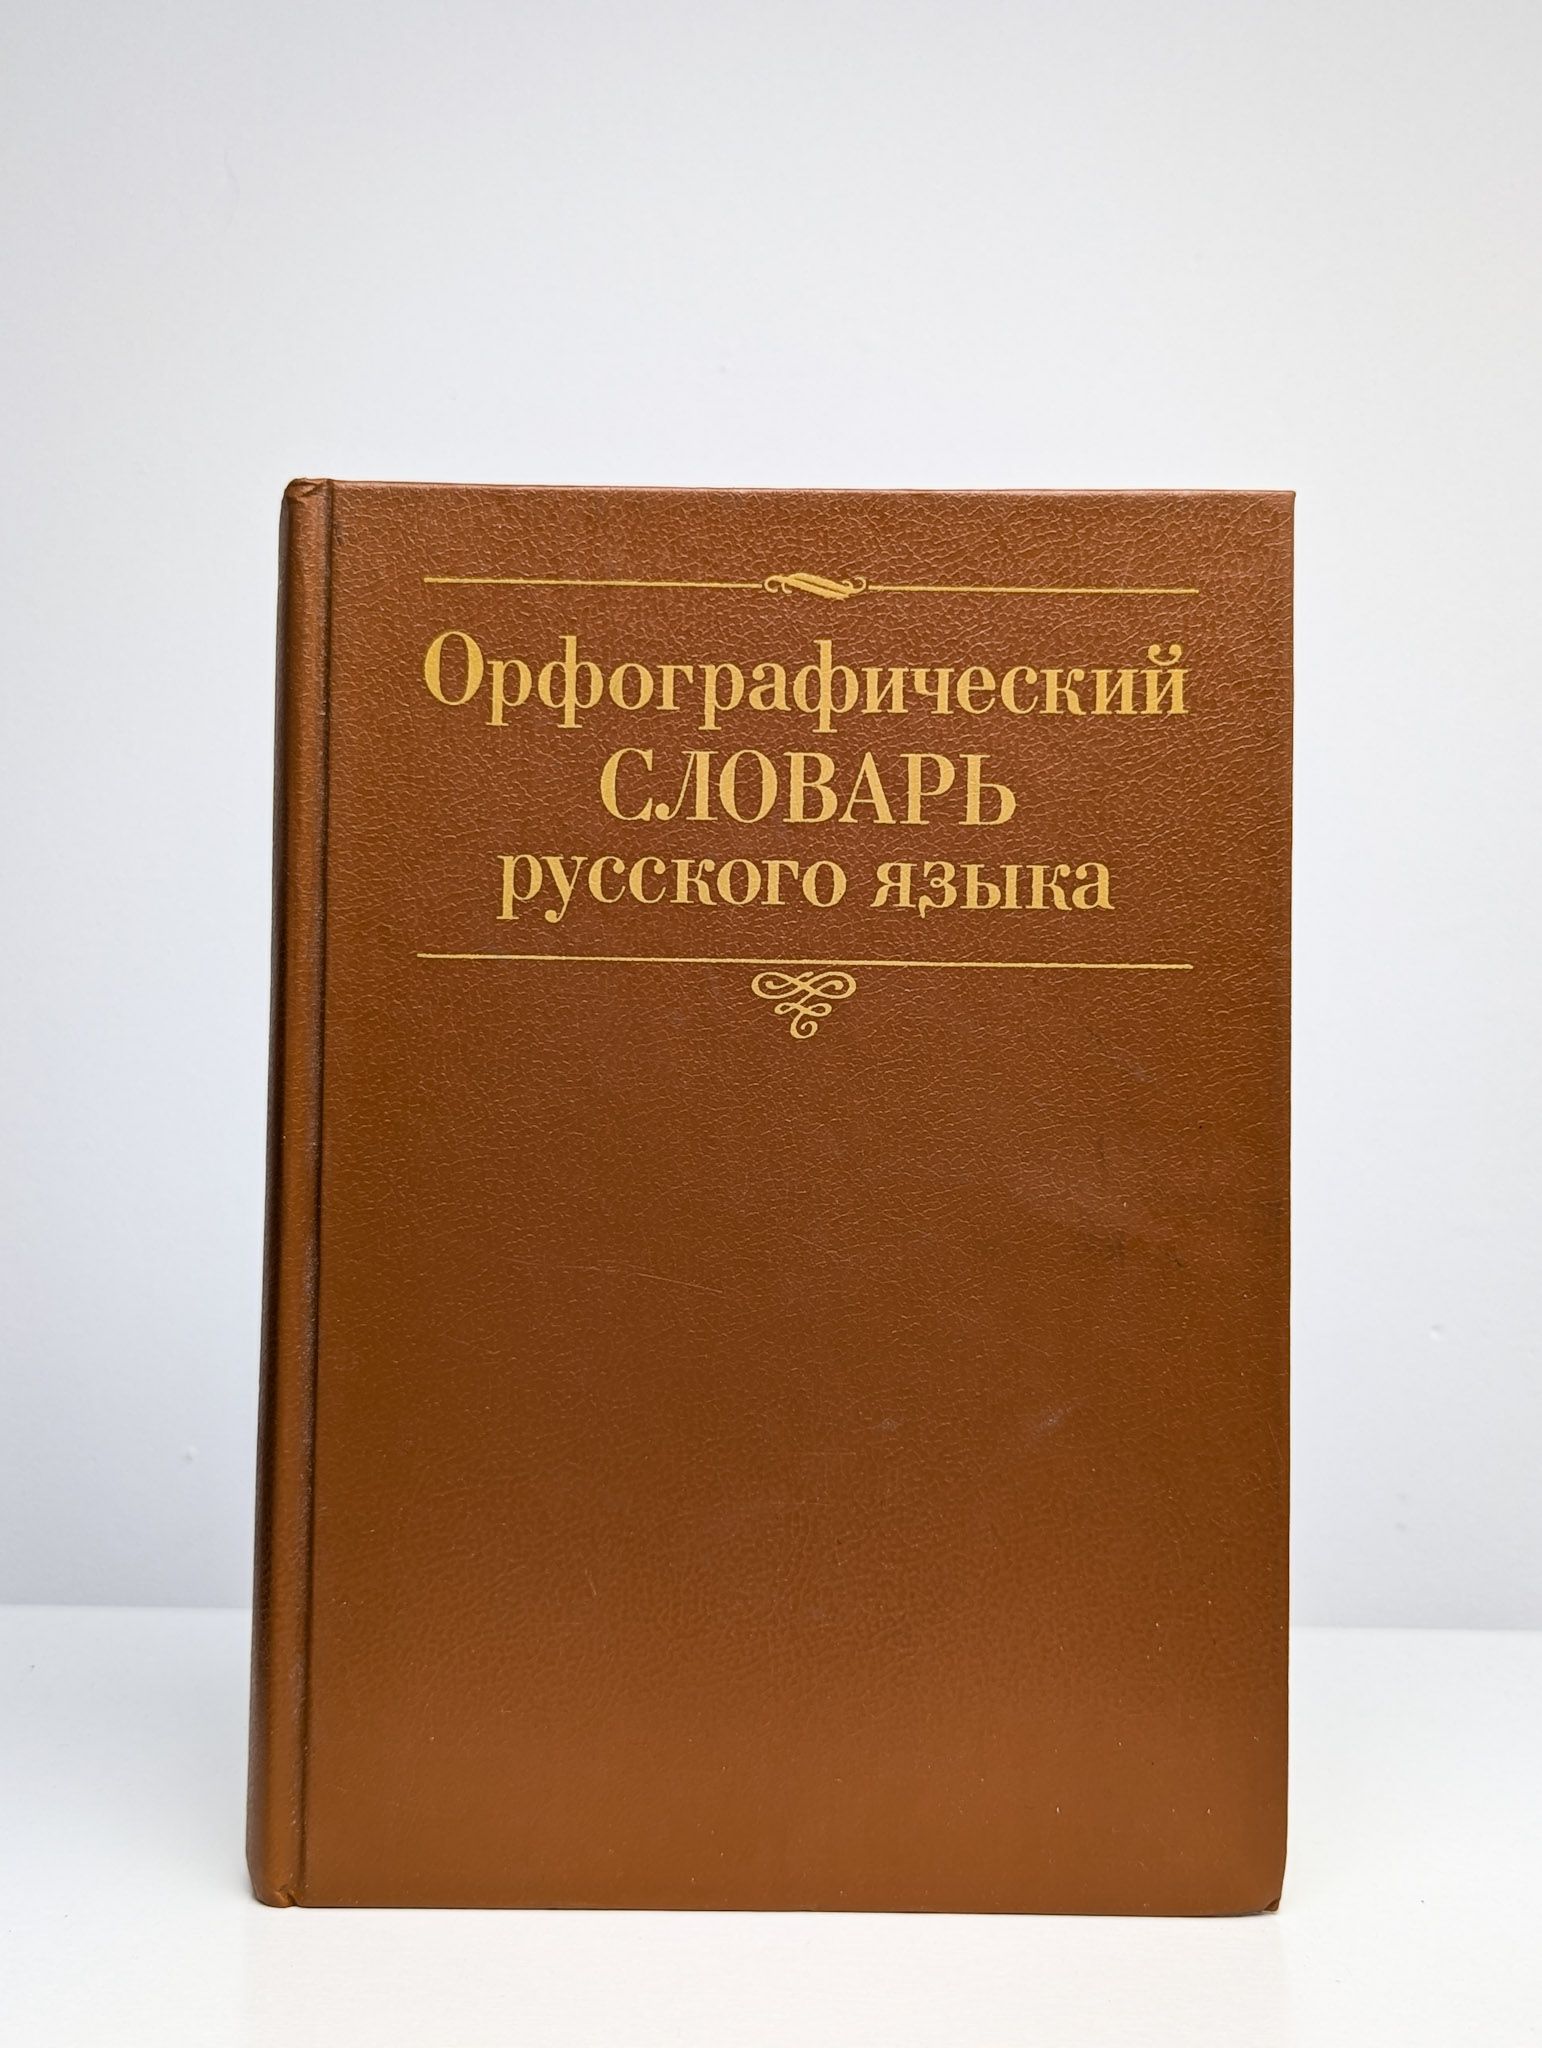 Орфографический
СЛОВАРЬ
русского языка